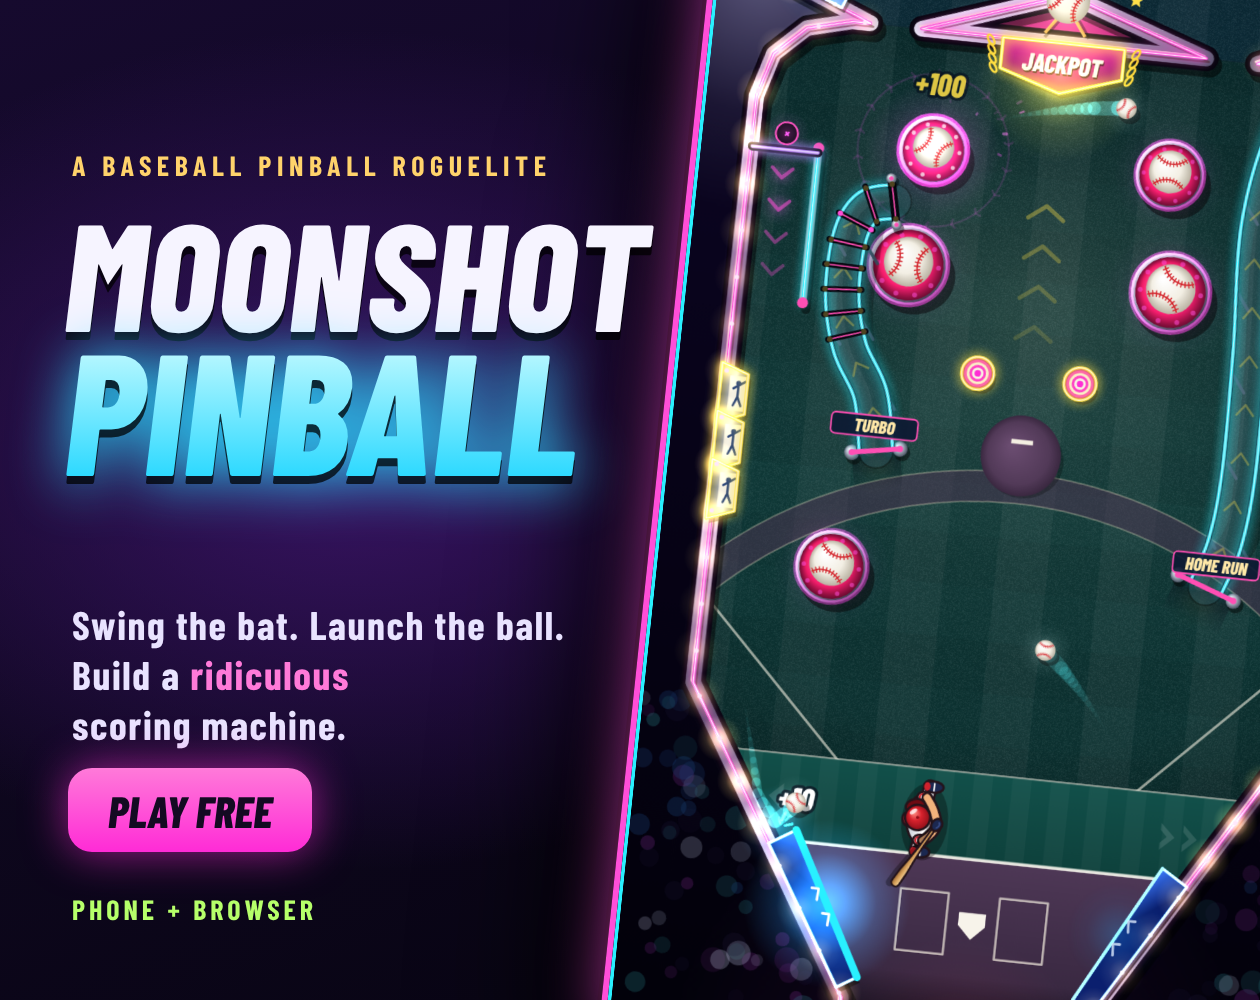 A BASEBALL PINBALL ROGUELITE
MOONSHOT
PINBALL
Swing the bat. Launch the ball.
Build a ridiculous
scoring machine.
PLAY FREE
PHONE + BROWSER
JACKPOT
+100
TURBO
HOME RUN